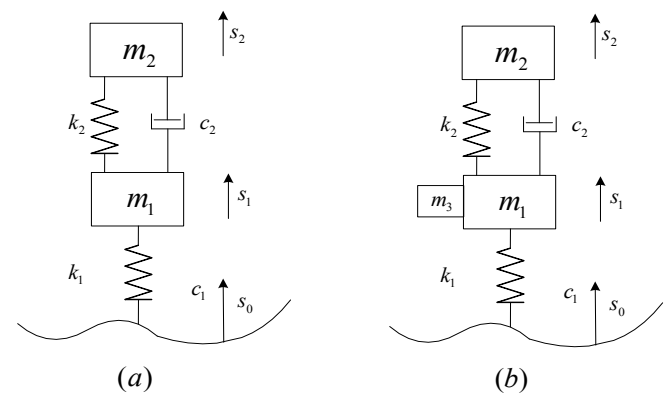 m₂
s₂
k₂
c₂
m₁
s₁
k₁
c₁
s₀
(a)
m₂
s₂
k₂
c₂
m₃
m₁
s₁
k₁
c₁
s₀
(b)